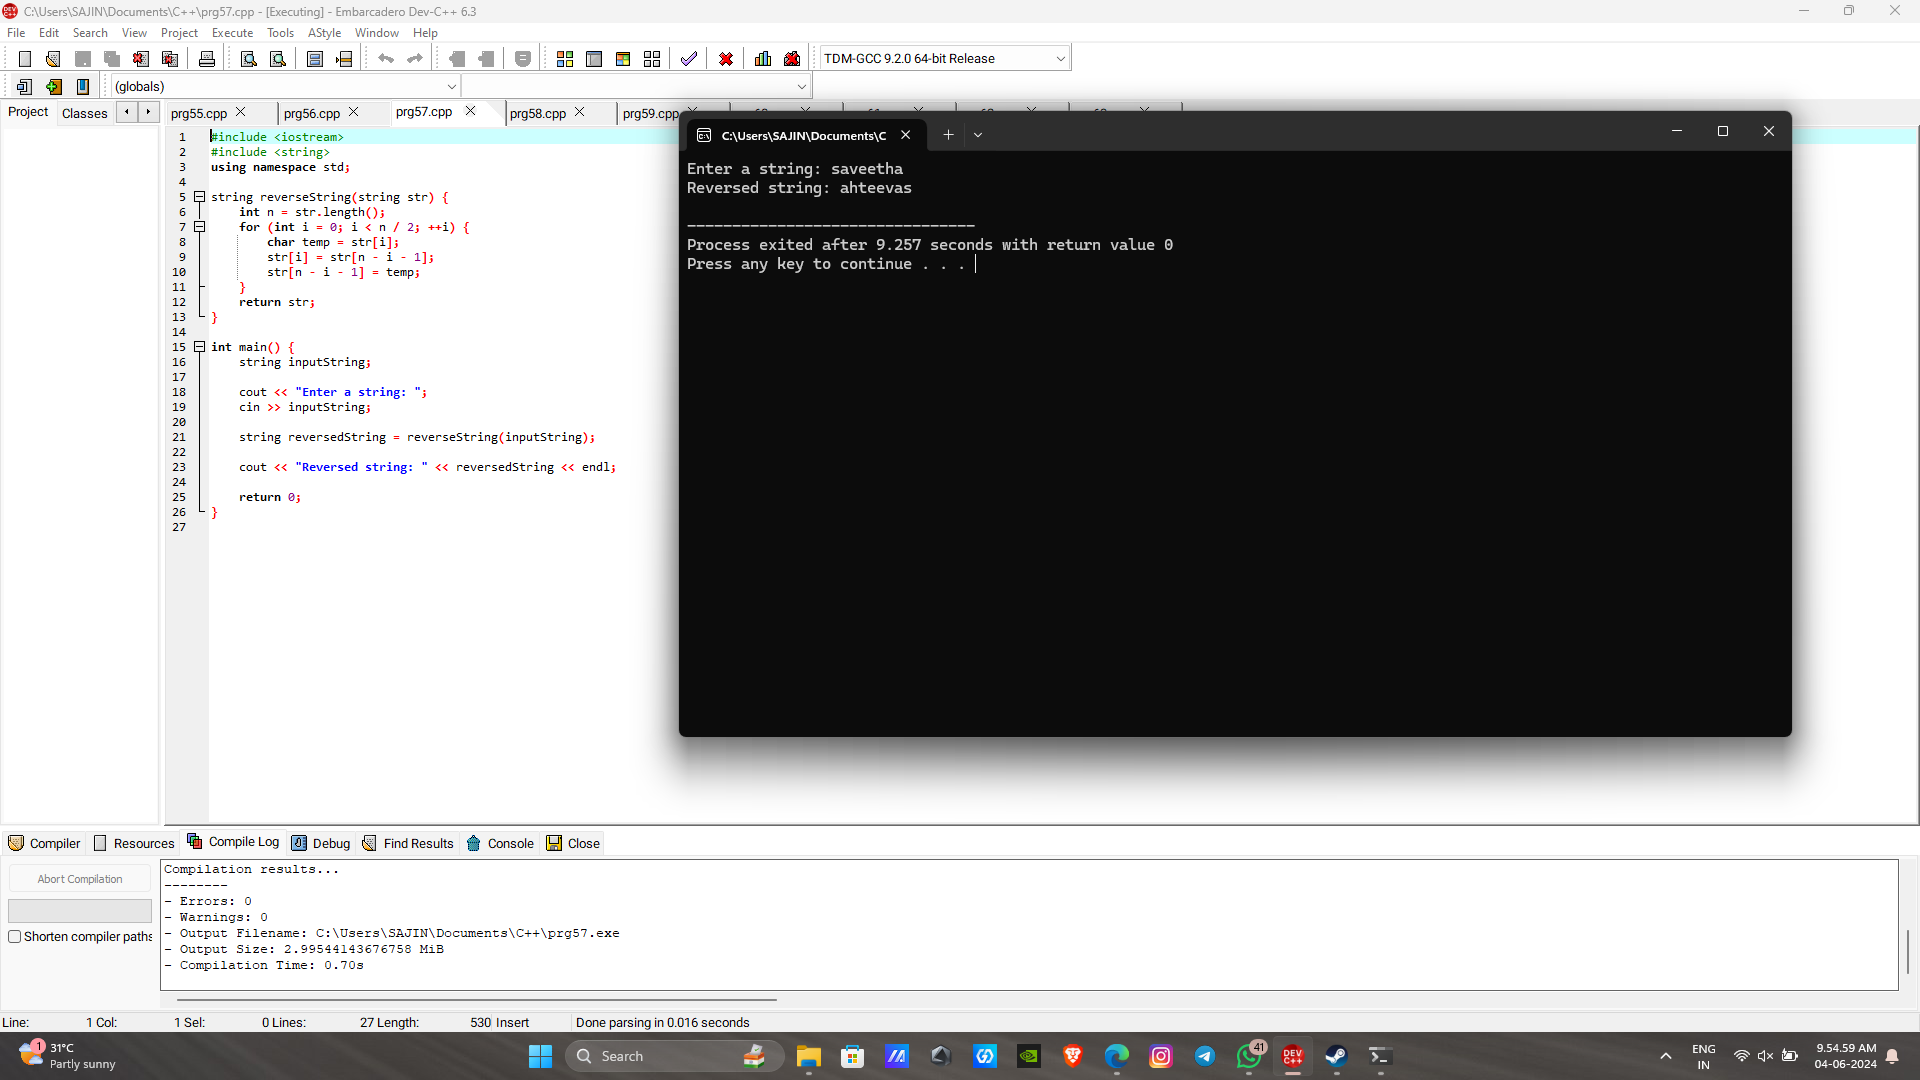 C:\Users\SAJIN\Documents\C++\prg57.cpp - [Executing] - Embarcadero Dev-C++ 6.3
File Edit Search View Project Execute Tools AStyle Window Help
TDM-GCC 9.2.0 64-bit Release
(globals)
Project Classes prg55.cpp prg56.cpp prg57.cpp prg58.cpp prg59.cpp
1 #include <iostream>
2 #include <string>
3 using namespace std;
4
5 string reverseString(string str) {
6 int n = str.length();
7 for (int i = 0; i < n / 2; ++i) {
8 char temp = str[i];
9 str[i] = str[n - i - 1];
10 str[n - i - 1] = temp;
11 }
12 return str;
13 }
14
15 int main() {
16 string inputString;
17
18 cout << "Enter a string: ";
19 cin >> inputString;
20
21 string reversedString = reverseString(inputString);
22
23 cout << "Reversed string: " << reversedString << endl;
24
25 return 0;
26 }
27
C:\Users\SAJIN\Documents\C
Enter a string: saveetha
Reversed string: ahteevas
--------------------------------
Process exited after 9.257 seconds with return value 0
Press any key to continue . . .
Compiler Resources Compile Log Debug Find Results Console Close
Abort Compilation
Shorten compiler paths
Compilation results...
--------
- Errors: 0
- Warnings: 0
- Output Filename: C:\Users\SAJIN\Documents\C++\prg57.exe
- Output Size: 2.99544143676758 MiB
- Compilation Time: 0.70s
Line: 1 Col: 1 Sel: 0 Lines: 27 Length: 530 Insert Done parsing in 0.016 seconds
1
31°C
Partly sunny
Search
41
DEV
C++
ENG
IN
9.54.59 AM
04-06-2024